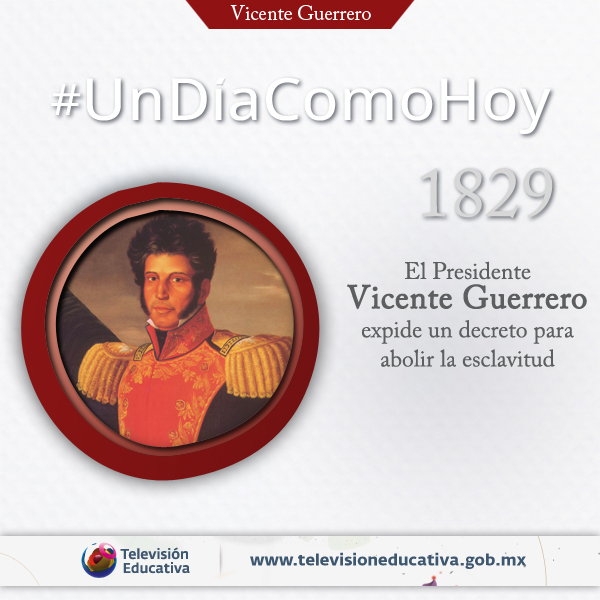 Vicente Guerrero
#UnDiaComoHoy
1829
El Presidente
Vicente Guerrero
expide un decreto para
abolir la esclavitud
Televisión
Educativa
www.televisioneducativa.gob.mx